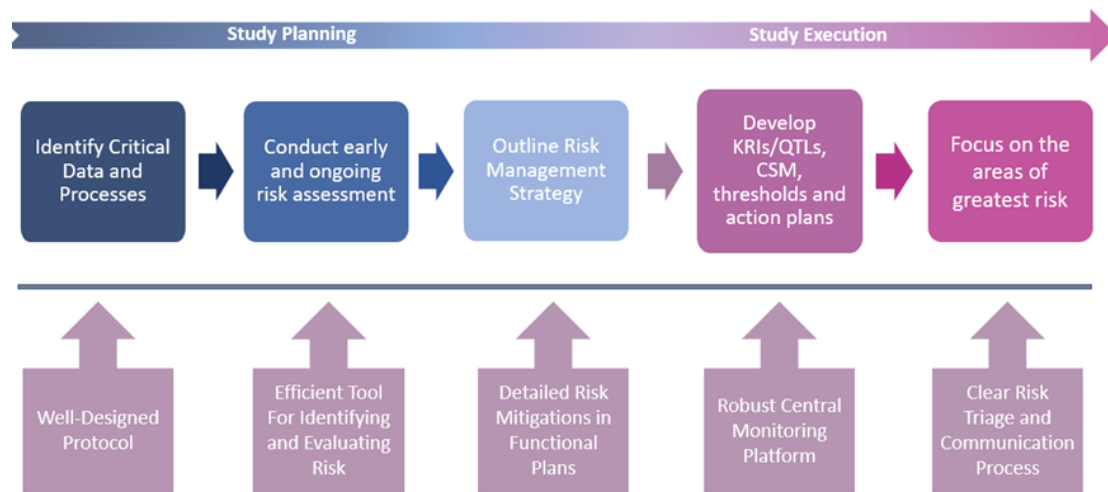 Study Planning
Study Execution
Identify Critical
Data and
Processes
Conduct early
and ongoing
risk assessment
Outline Risk
Management
Strategy
Develop
KRIs/QTLs,
CSM,
thresholds and
action plans
Focus on the
areas of
greatest risk
Well-Designed
Protocol
Efficient Tool
For Identifying
and Evaluating
Risk
Detailed Risk
Mitigations in
Functional
Plans
Robust Central
Monitoring
Platform
Clear Risk
Triage and
Communication
Process